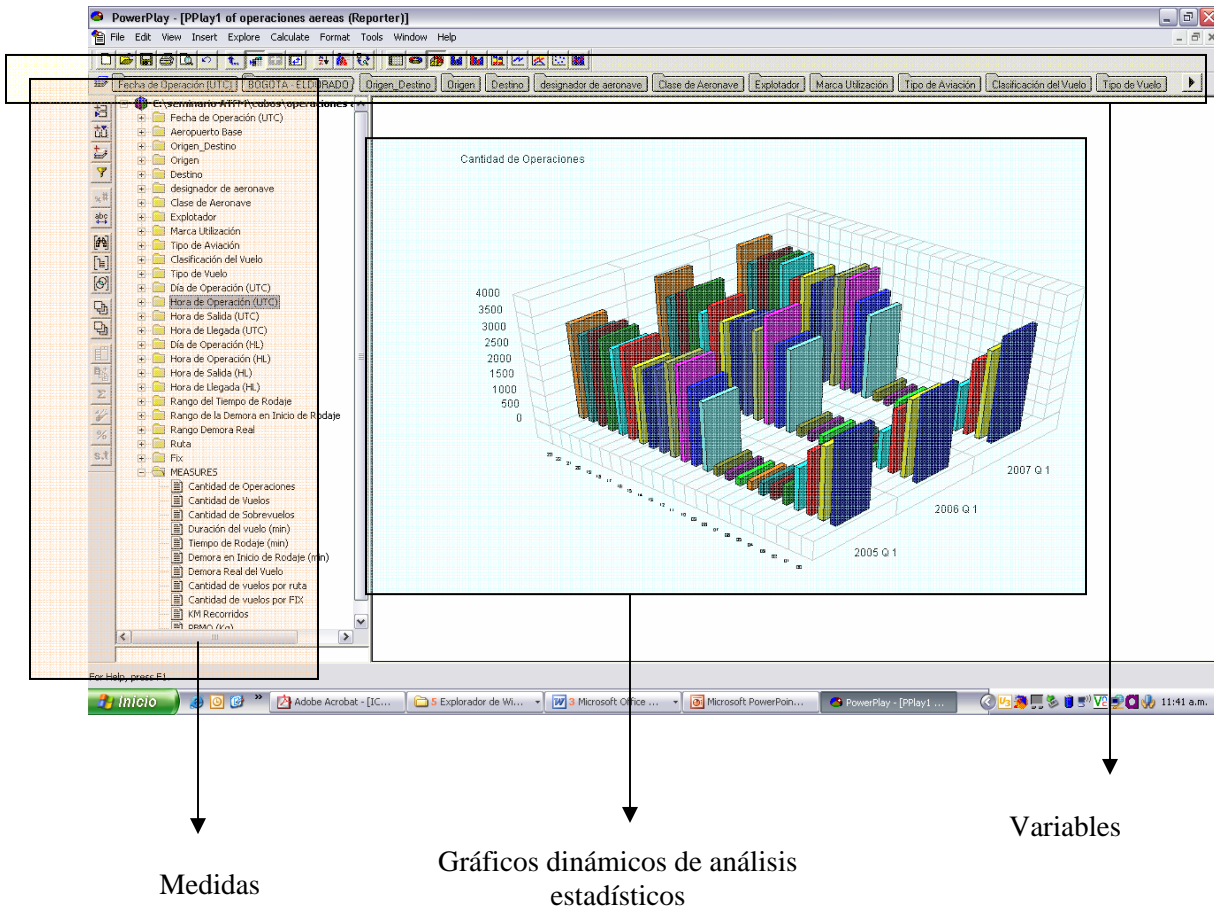 PowerPlay - [PPlay1 of operaciones aereas (Reporter)]
File Edit View Insert Explore Calculate Format Tools Window Help
Fecha de Operación (UTC) BOGOTA - ELDORADO Origen_Destino Origen Destino designador de aeronave Clase de Aeronave Explotador Marca Utilización Tipo de Aviación Clasificación del Vuelo Tipo de Vuelo
C:\seminario ATFM\cubos\operaciones a
Fecha de Operación (UTC)
Aeropuerto Base
Origen_Destino
Origen
Destino
designador de aeronave
Clase de Aeronave
Explotador
Marca Utilización
Tipo de Aviación
Clasificación del Vuelo
Tipo de Vuelo
Día de Operación (UTC)
Hora de Operación (UTC)
Hora de Salida (UTC)
Hora de Llegada (UTC)
Día de Operación (HL)
Hora de Operación (HL)
Hora de Salida (HL)
Hora de Llegada (HL)
Rango del Tiempo de Rodaje
Rango de la Demora en Inicio de Rodaje
Rango Demora Real
Ruta
Fix
MEASURES
Cantidad de Operaciones
Cantidad de Vuelos
Cantidad de Sobrevuelos
Duración del vuelo (min)
Tiempo de Rodaje (min)
Demora en Inicio de Rodaje (min)
Demora Real del Vuelo
Cantidad de vuelos por ruta
Cantidad de vuelos por FIX
KM Recorridos
PBMO (Kg)
Cantidad de Operaciones
4000
3500
3000
2500
2000
1500
1000
500
0
2007 Q 1
2006 Q 1
2005 Q 1
For Help, press F1.
Inicio
Adobe Acrobat - [IC...
5 Explorador de Wi...
3 Microsoft Office ...
Microsoft PowerPoin...
PowerPlay - [PPlay1 ...
11:41 a.m.
Variables
Gráficos dinámicos de análisis
estadísticos
Medidas